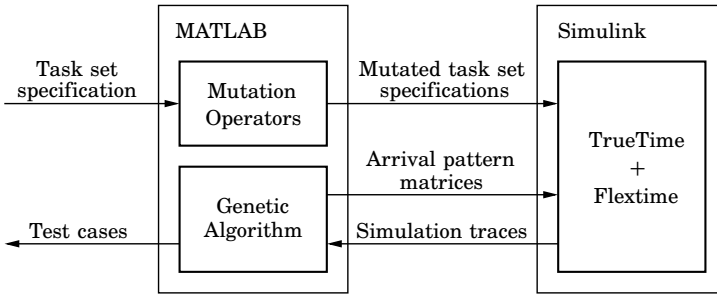 MATLAB
Simulink
Task set
specification
Mutation
Operators
Mutated task set
specifications
TrueTime
+
Flextime
Arrival pattern
matrices
Genetic
Algorithm
Test cases
Simulation traces